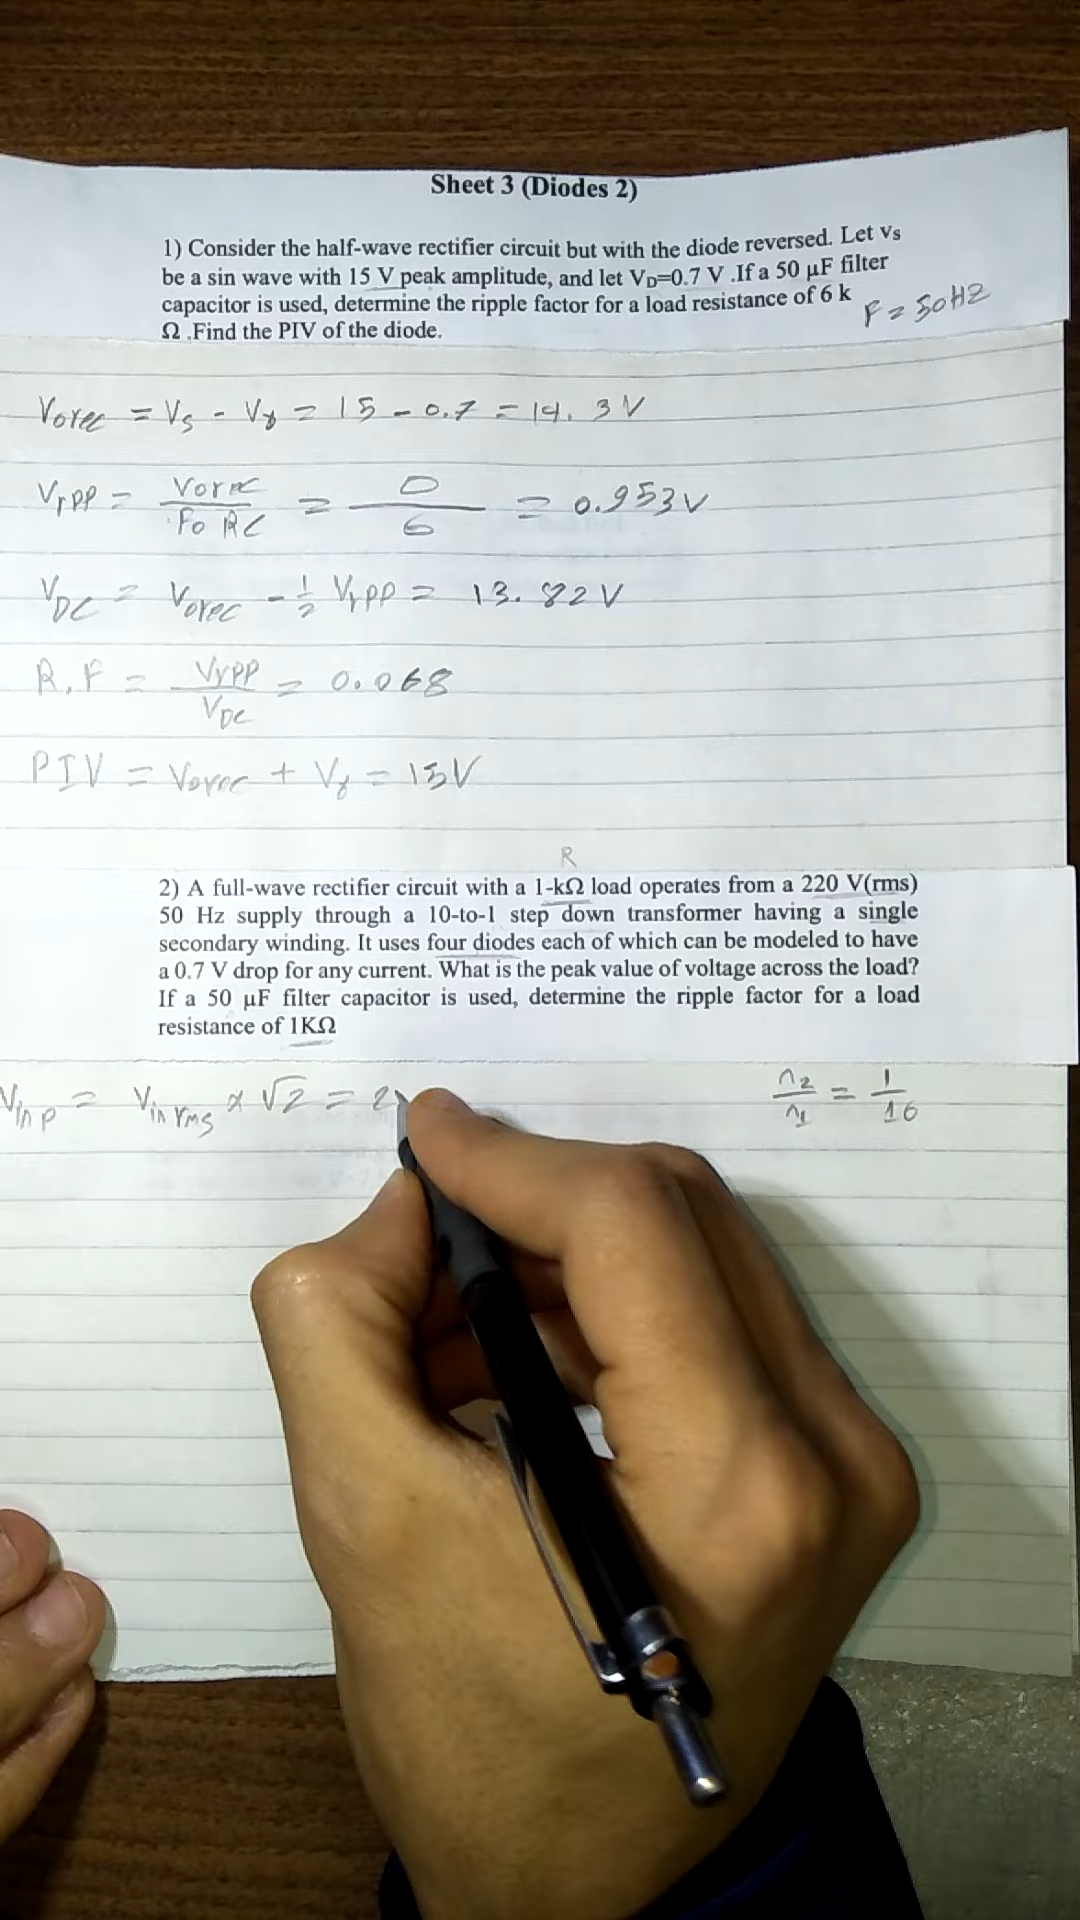 Sheet 3 (Diodes 2)
1) Consider the half-wave rectifier circuit but with the diode reversed. Let vs
be a sin wave with 15 V peak amplitude, and let VD=0.7 V .If a 50 μF filter
capacitor is used, determine the ripple factor for a load resistance of 6 k
Ω .Find the PIV of the diode.
F = 50Hz
Vorec = Vs - Vγ = 15 - 0.7 = 14.3 V
Vrpp = Vorec / Fo RC = 0 / 6 = 0.953 V
VDC = Vorec - 1/2 Vrpp = 13.82 V
R.F = Vrpp / VDC = 0.068
PIV = Vorec + Vγ = 15 V
R
2) A full-wave rectifier circuit with a 1-kΩ load operates from a 220 V(rms)
50 Hz supply through a 10-to-1 step down transformer having a single
secondary winding. It uses four diodes each of which can be modeled to have
a 0.7 V drop for any current. What is the peak value of voltage across the load?
If a 50 μF filter capacitor is used, determine the ripple factor for a load
resistance of 1KΩ
Vin p = Vin rms × √2 = 2
n2 / n1 = 1 / 10